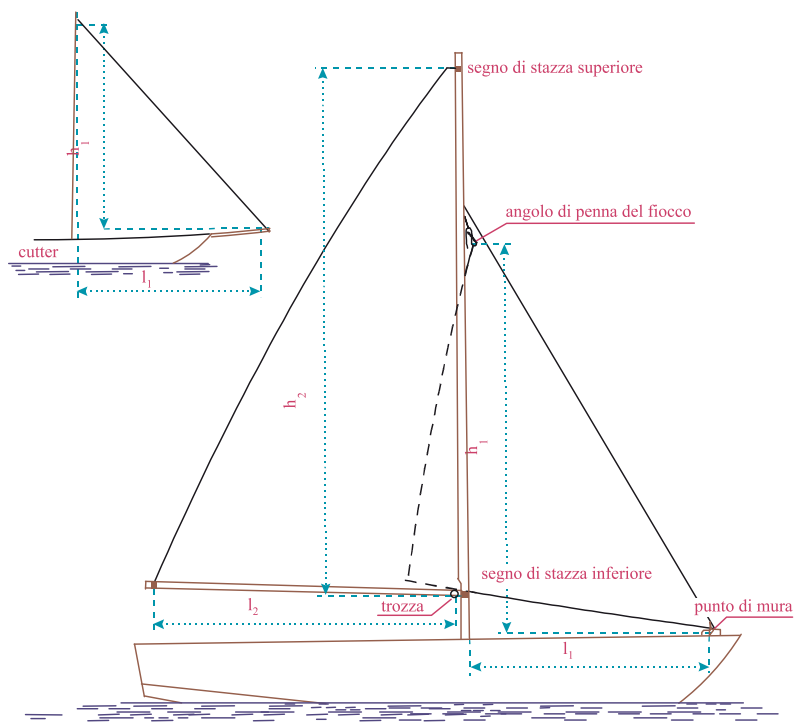 segno di stazza superiore
h1
angolo di penna del fiocco
cutter
l1
h2
h1
segno di stazza inferiore
l2
trozza
punto di mura
l1